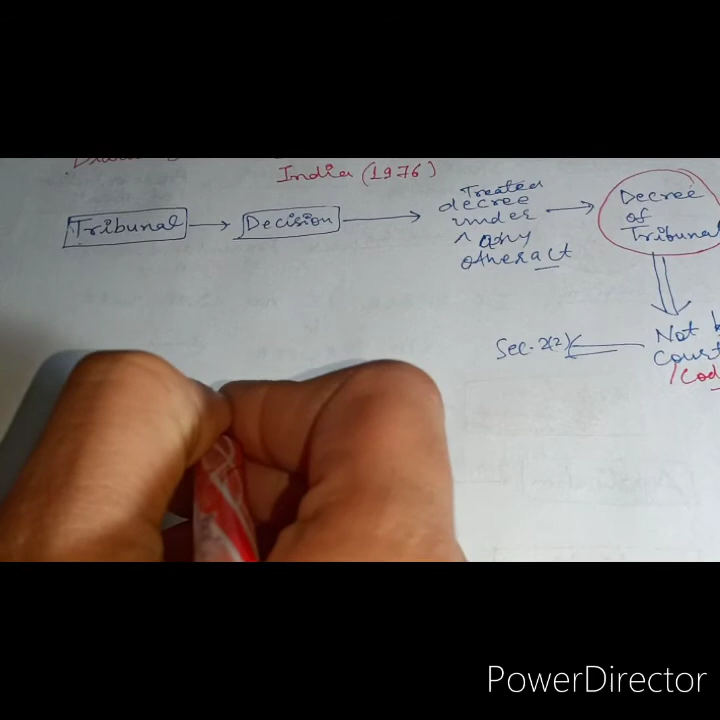 India (1976)
Tribunal → Decision →
Treated
decree
under
^ any
other act
→
Decree
of
Tribunal
Not
Court
Sec. 2(2)
PowerDirector